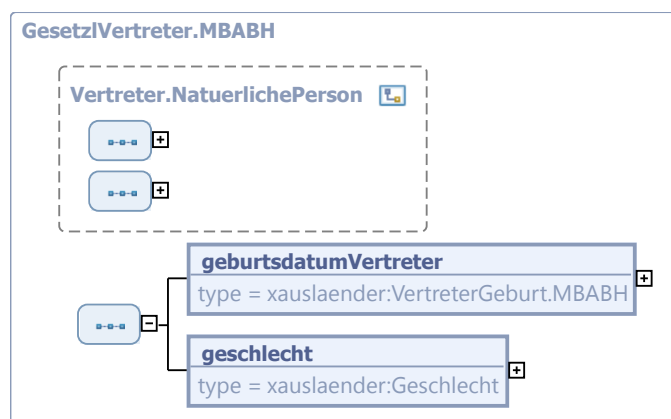 GesetzlVertreter.MBABH
Vertreter.NatuerlichePerson
geburtsdatumVertreter
type = xauslaender:VertreterGeburt.MBABH
geschlecht
type = xauslaender:Geschlecht